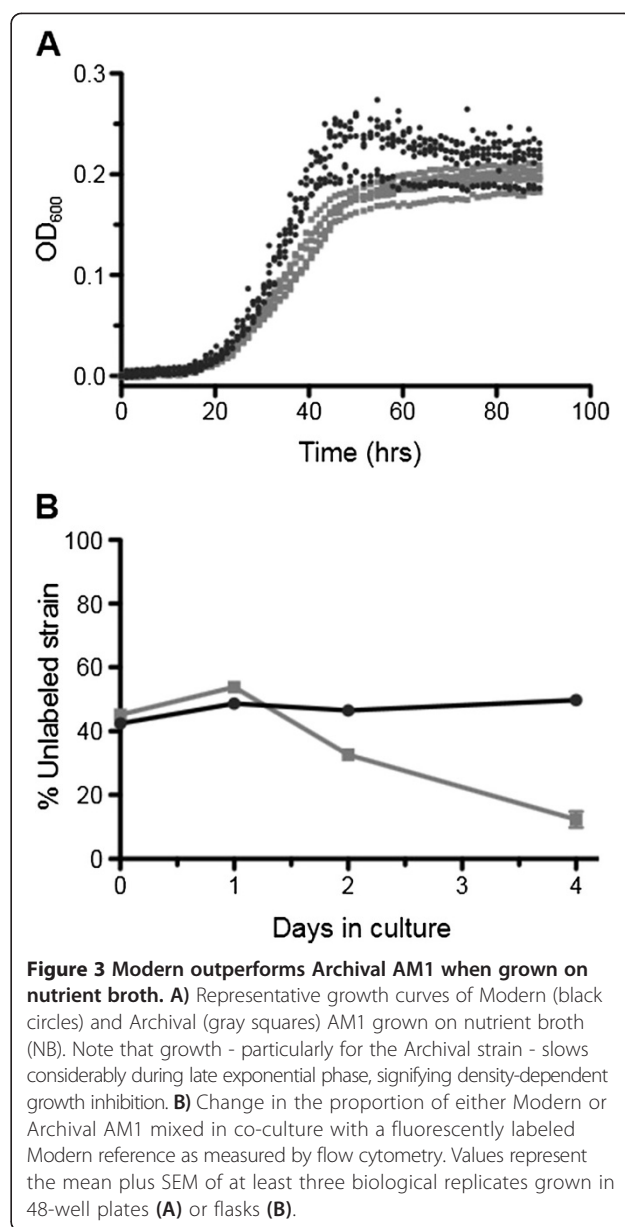 A
0.3
0.2
0.1
0.0
OD600
0 20 40 60 80 100
Time (hrs)
B
100
80
60
40
20
0
% Unlabeled strain
0 1 2 3 4
Days in culture
Figure 3 Modern outperforms Archival AM1 when grown on
nutrient broth. A) Representative growth curves of Modern (black
circles) and Archival (gray squares) AM1 grown on nutrient broth
(NB). Note that growth - particularly for the Archival strain - slows
considerably during late exponential phase, signifying density-dependent
growth inhibition. B) Change in the proportion of either Modern or
Archival AM1 mixed in co-culture with a fluorescently labeled
Modern reference as measured by flow cytometry. Values represent
the mean plus SEM of at least three biological replicates grown in
48-well plates (A) or flasks (B).